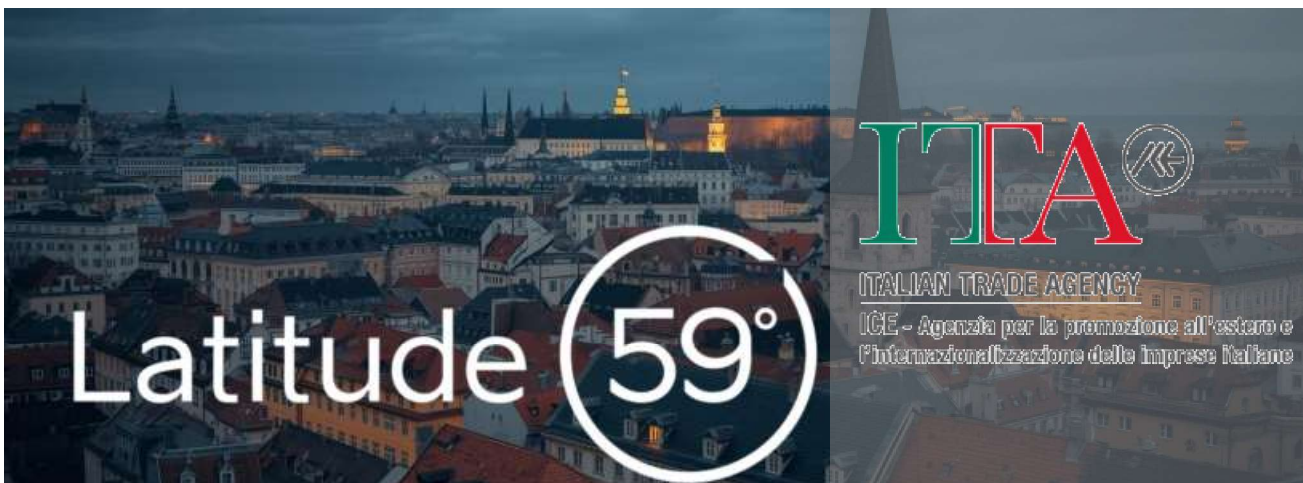 Latitude 59°
ITA
ITALIAN TRADE AGENCY
ICE - Agenzia per la promozione all'estero e
l'internazionalizzazione delle imprese italiane